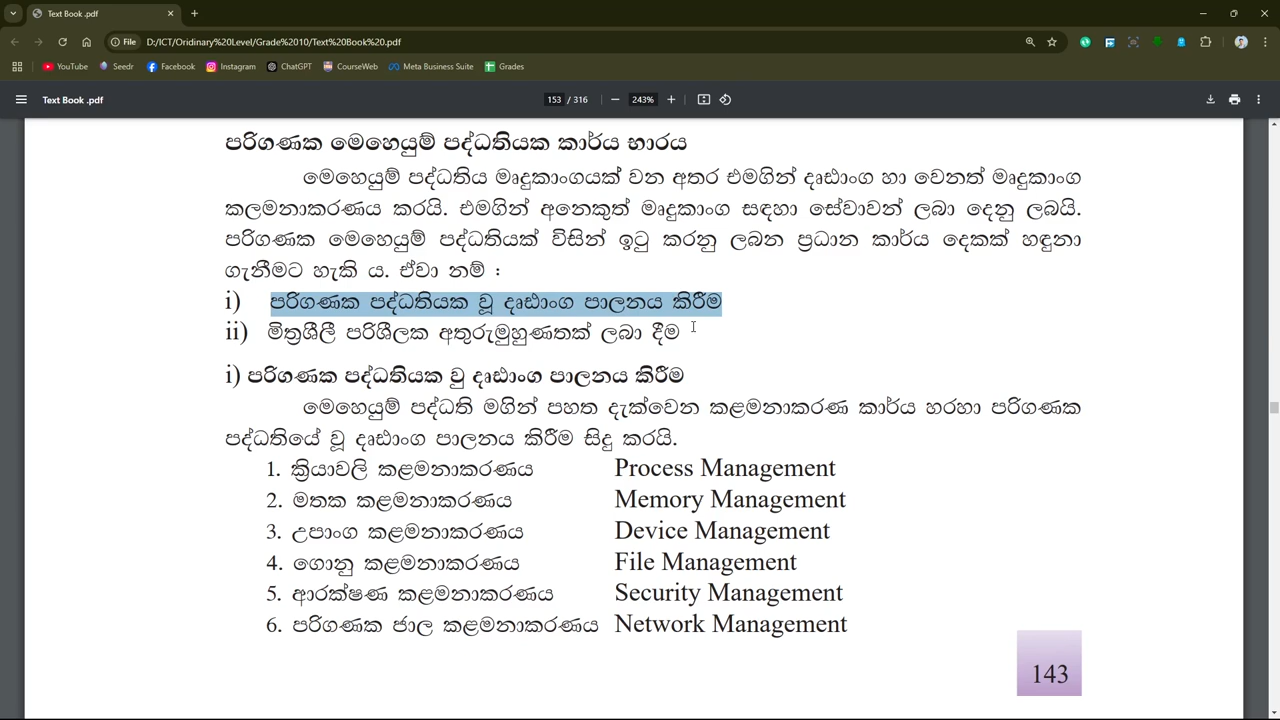 Text Book .pdf
File D:/ICT/Oridinary%20Level/Grade%2010/Text%20Book%20.pdf
YouTube Seedr Facebook Instagram ChatGPT CourseWeb Meta Business Suite Grades
Text Book .pdf 153 / 316 243%
පරිගණක මෙහෙයුම් පද්ධතියක කාර්ය භාරය
මෙහෙයුම් පද්ධතිය මෘදුකාංගයක් වන අතර එමගින් දෘඪාංග හා වෙනත් මෘදුකාංග
කලමනාකරණය කරයි. එමගින් අනෙකුත් මෘදුකාංග සඳහා සේවාවන් ලබා දෙනු ලබයි.
පරිගණක මෙහෙයුම් පද්ධතියක් විසින් ඉටු කරනු ලබන ප්‍රධාන කාර්ය දෙකක් හඳුනා
ගැනීමට හැකි ය. ඒවා නම් :
i) පරිගණක පද්ධතියක වූ දෘඪාංග පාලනය කිරීම
ii) මිත්‍රශීලී පරිශීලක අතුරුමුහුණතක් ලබා දීම
i) පරිගණක පද්ධතියක වු දෘඪාංග පාලනය කිරීම
මෙහෙයුම් පද්ධති මගින් පහත දැක්වෙන කළමනාකරණ කාර්ය හරහා පරිගණක
පද්ධතියේ වූ දෘඪාංග පාලනය කිරීම සිදු කරයි.
1. ක්‍රියාවලි කළමනාකරණය Process Management
2. මතක කළමනාකරණය Memory Management
3. උපාංග කළමනාකරණය Device Management
4. ගොනු කළමනාකරණය File Management
5. ආරක්ෂණ කළමනාකරණය Security Management
6. පරිගණක ජාල කළමනාකරණය Network Management
143